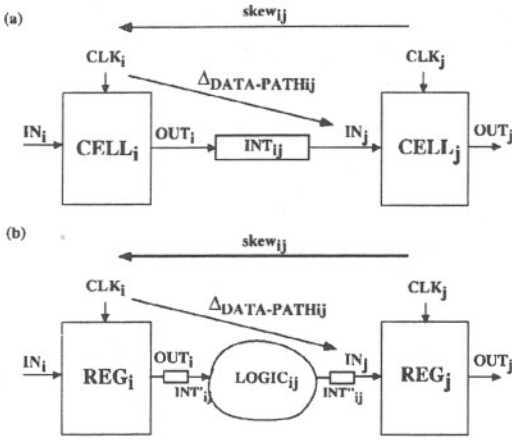 (a)
skew_ij
CLK_i
CLK_j
Δ_DATA-PATHij
IN_i
CELL_i
OUT_i
INT_ij
IN_j
CELL_j
OUT_j
(b)
skew_ij
CLK_i
CLK_j
Δ_DATA-PATHij
IN_i
REG_i
OUT_i
INT'_ij
LOGIC_ij
INT''_ij
IN_j
REG_j
OUT_j